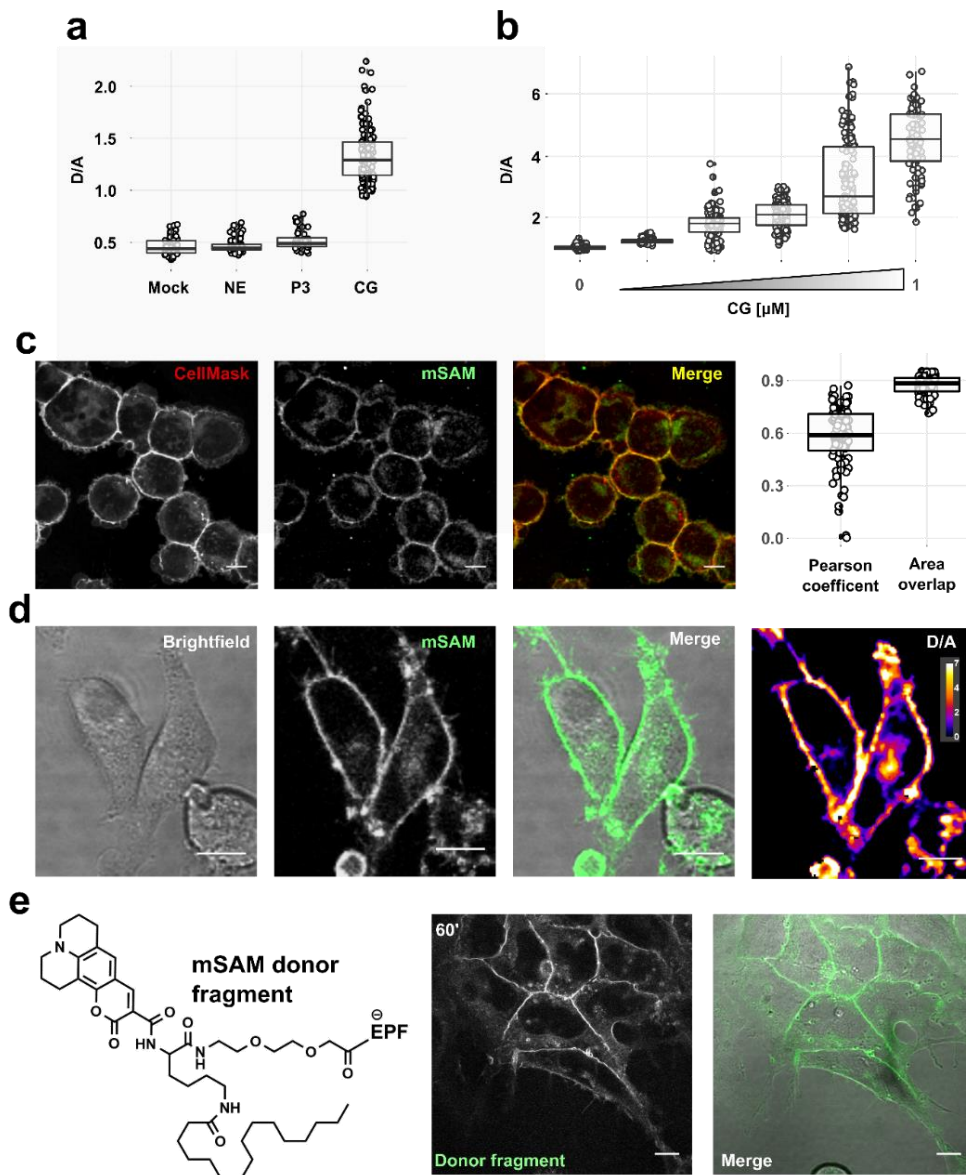 a
2.0
1.5
1.0
0.5
D/A
Mock NE P3 CG
b
6
4
2
D/A
0 1
CG [µM]
c
CellMask
mSAM
Merge
0.9
0.6
0.3
0.0
Pearson
coefficent
Area
overlap
d
Brightfield
mSAM
Merge
D/A
7
4
2
0
e
N
O
O
O
HN
O
N
H
O
O
O
⊖
EPF
NH
O
mSAM donor
fragment
60'
Donor fragment
Merge